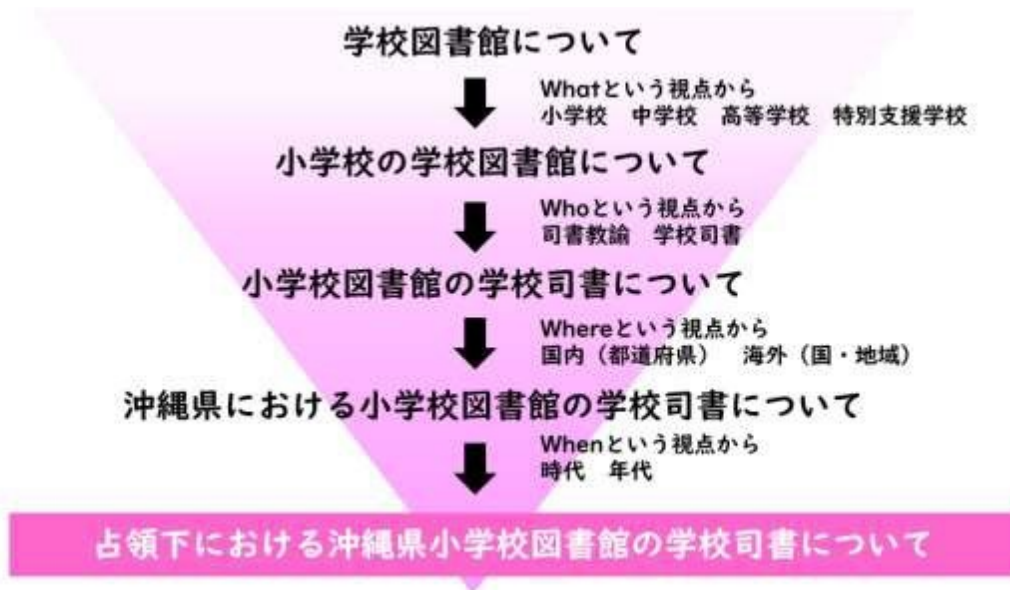 学校図書館について
Whatという視点から
小学校　中学校　高等学校　特別支援学校
小学校の学校図書館について
Whoという視点から
司書教諭　学校司書
小学校図書館の学校司書について
Whereという視点から
国内（都道府県）　海外（国・地域）
沖縄県における小学校図書館の学校司書について
Whenという視点から
時代　年代
占領下における沖縄県小学校図書館の学校司書について